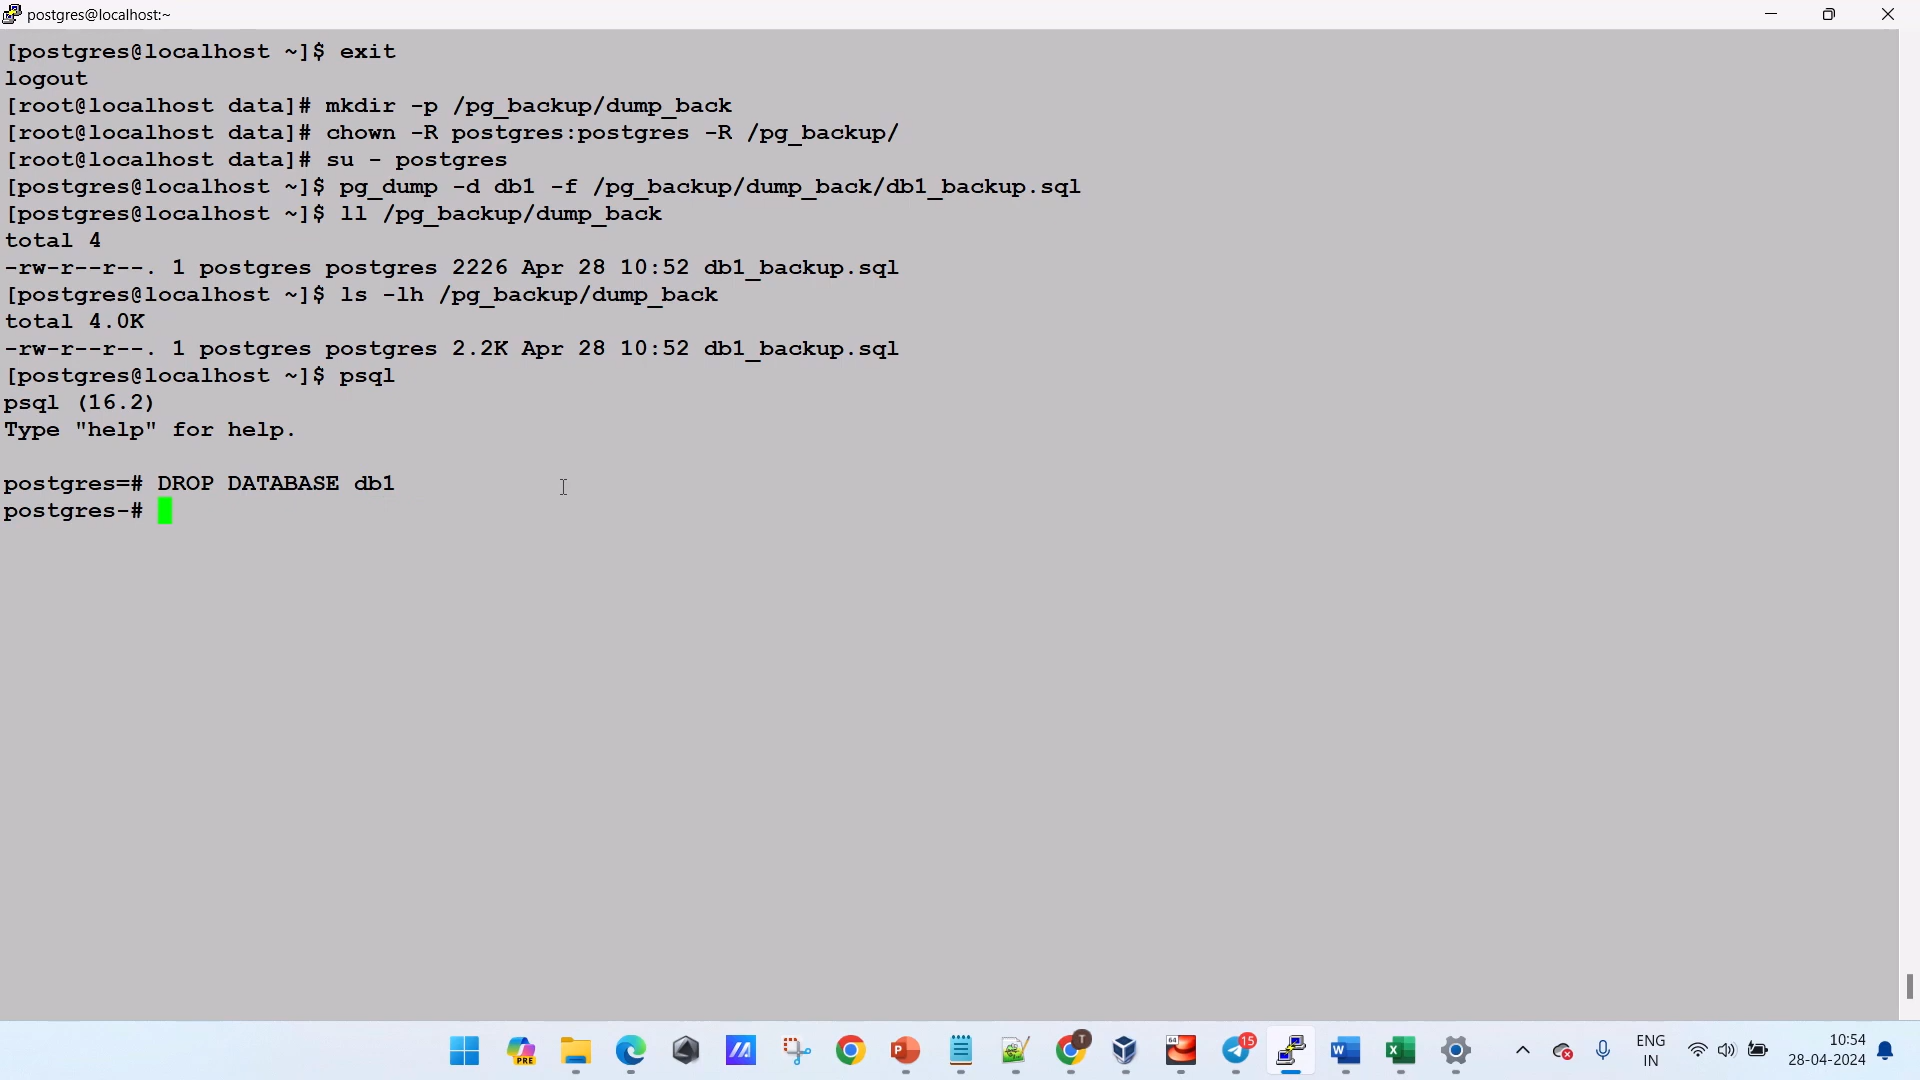 postgres@localhost:~
[postgres@localhost ~]$ exit
logout
[root@localhost data]# mkdir -p /pg_backup/dump_back
[root@localhost data]# chown -R postgres:postgres -R /pg_backup/
[root@localhost data]# su - postgres
[postgres@localhost ~]$ pg_dump -d db1 -f /pg_backup/dump_back/db1_backup.sql
[postgres@localhost ~]$ ll /pg_backup/dump_back
total 4
-rw-r--r--. 1 postgres postgres 2226 Apr 28 10:52 db1_backup.sql
[postgres@localhost ~]$ ls -lh /pg_backup/dump_back
total 4.0K
-rw-r--r--. 1 postgres postgres 2.2K Apr 28 10:52 db1_backup.sql
[postgres@localhost ~]$ psql
psql (16.2)
Type "help" for help.
postgres=# DROP DATABASE db1
postgres-#
PRE
P
T
64
15
W
X
ENG
IN
10:54
28-04-2024